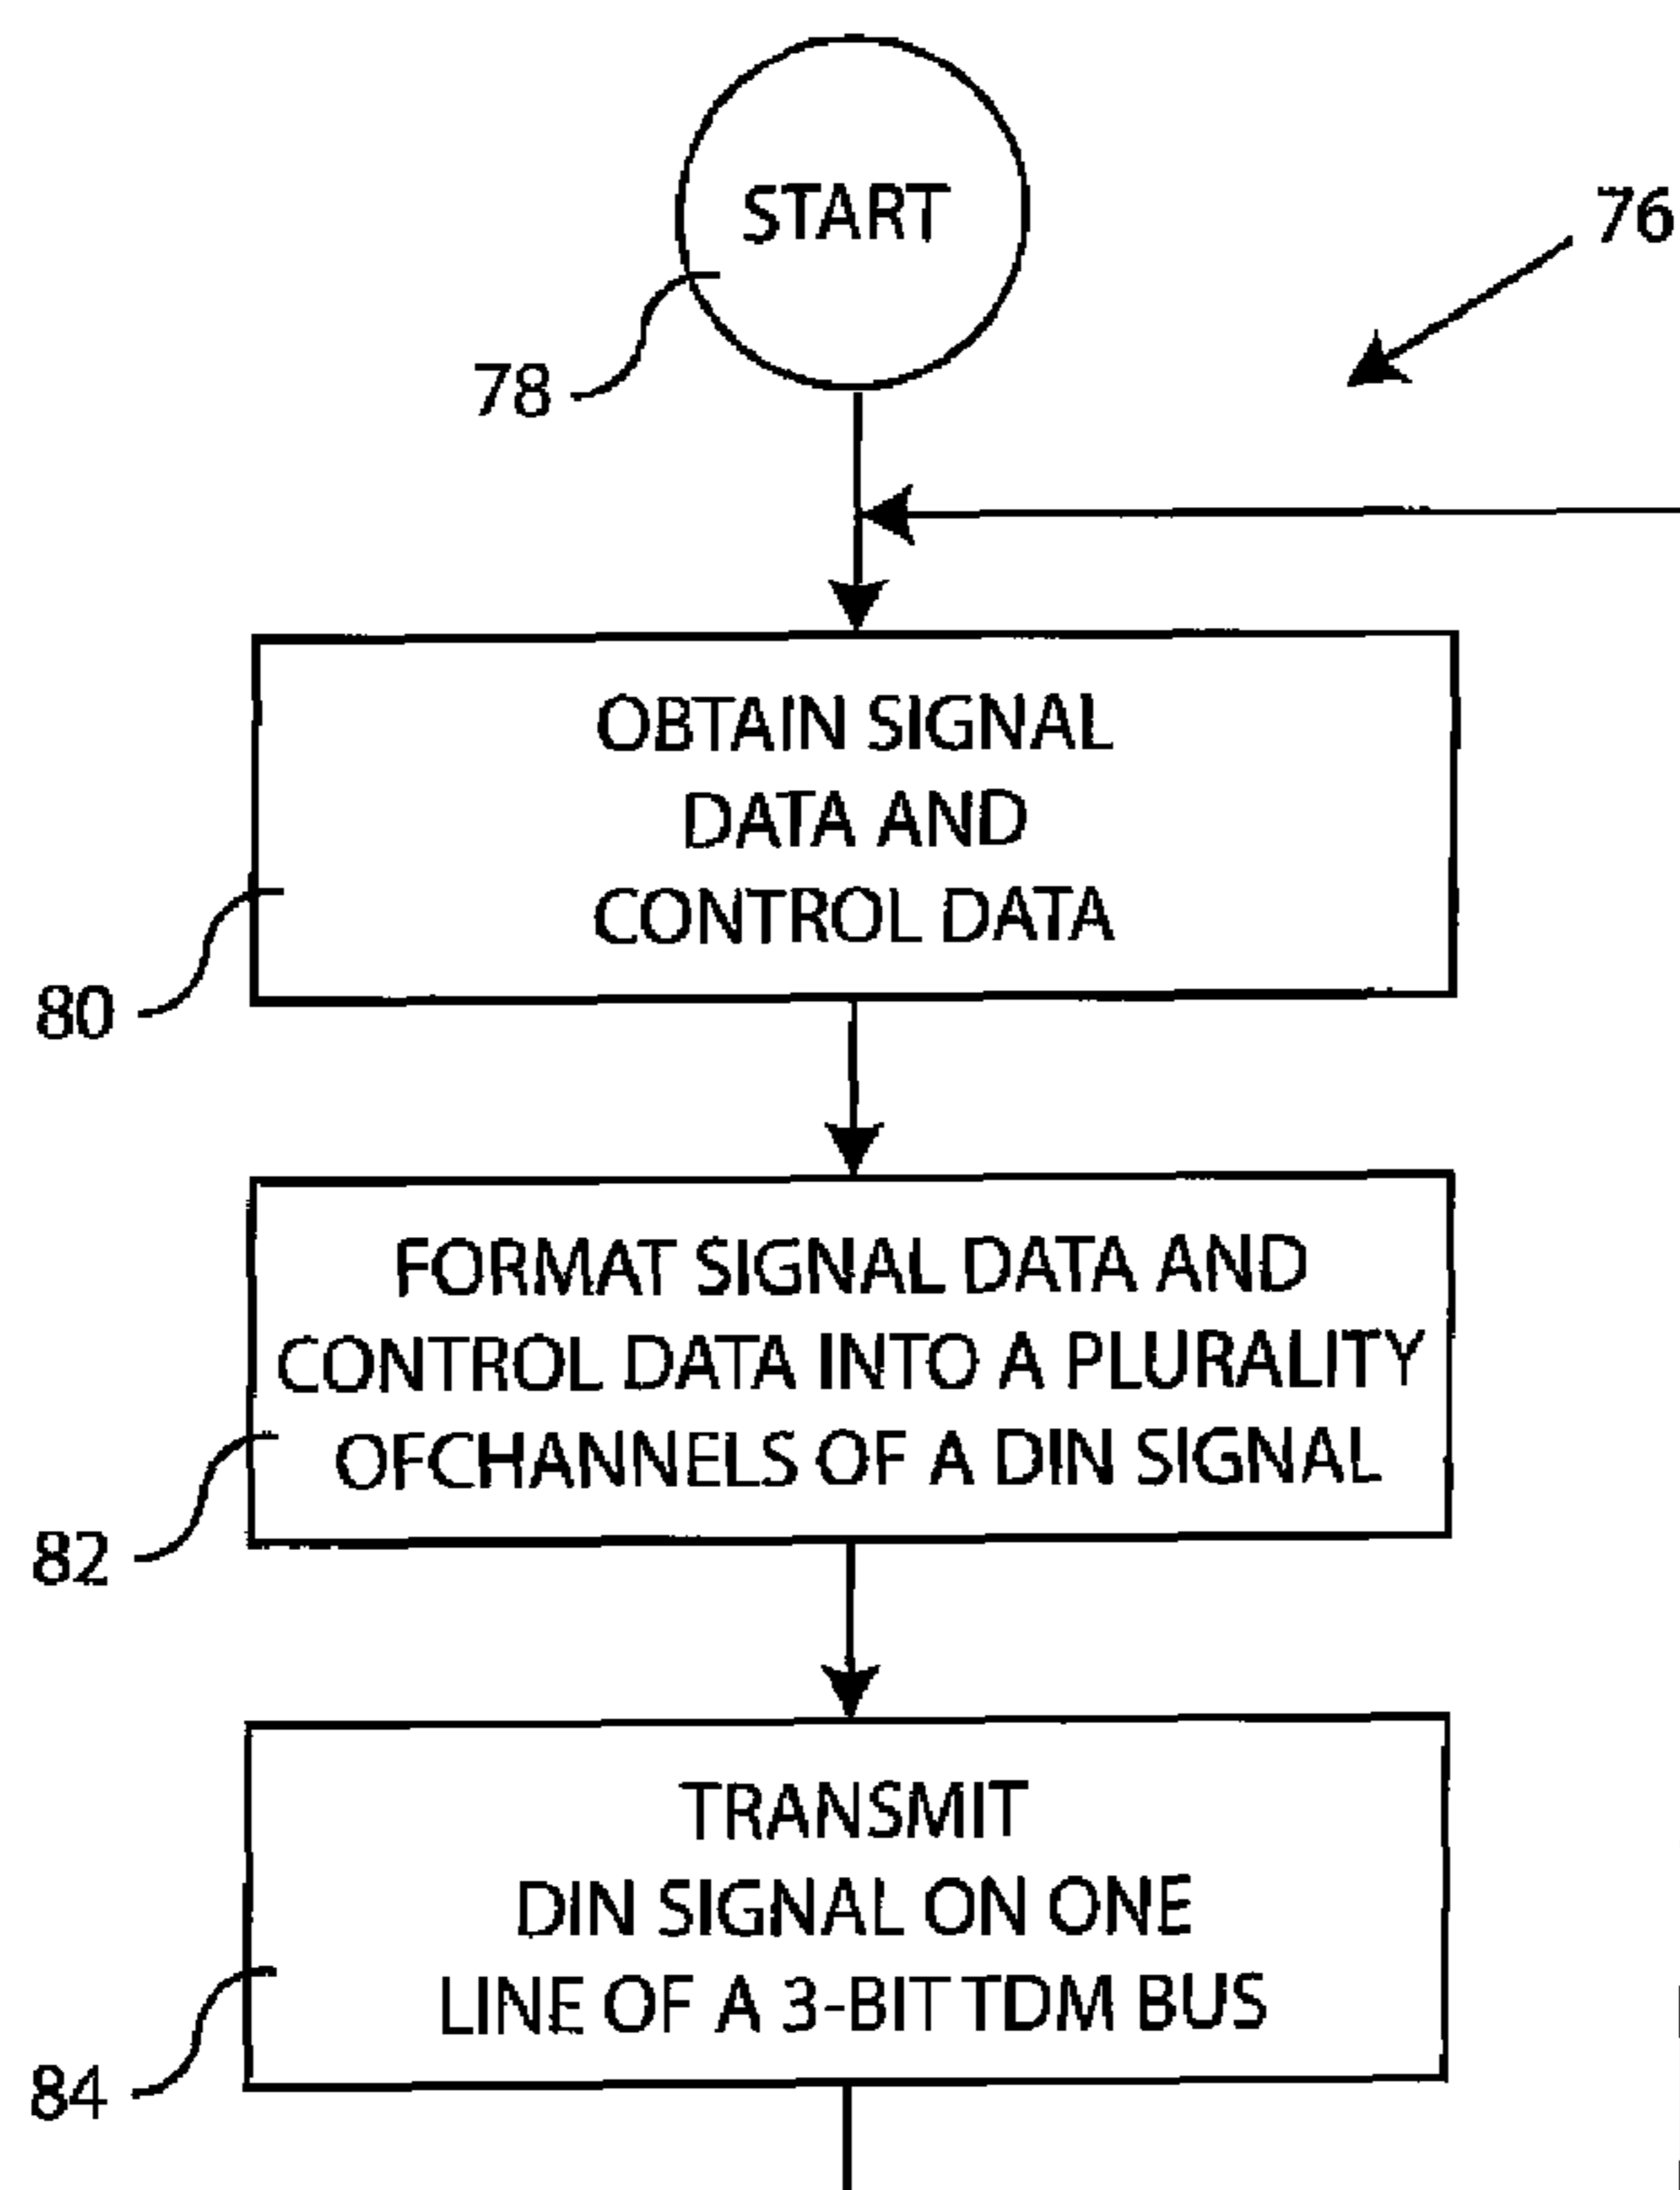 START
76
78
OBTAIN SIGNAL
DATA AND
CONTROL DATA
80
FORMAT SIGNAL DATA AND
CONTROL DATA INTO A PLURALITY
OFCHANNELS OF A DIN SIGNAL
82
TRANSMIT
DIN SIGNAL ON ONE
LINE OF A 3-BIT TDM BUS
84